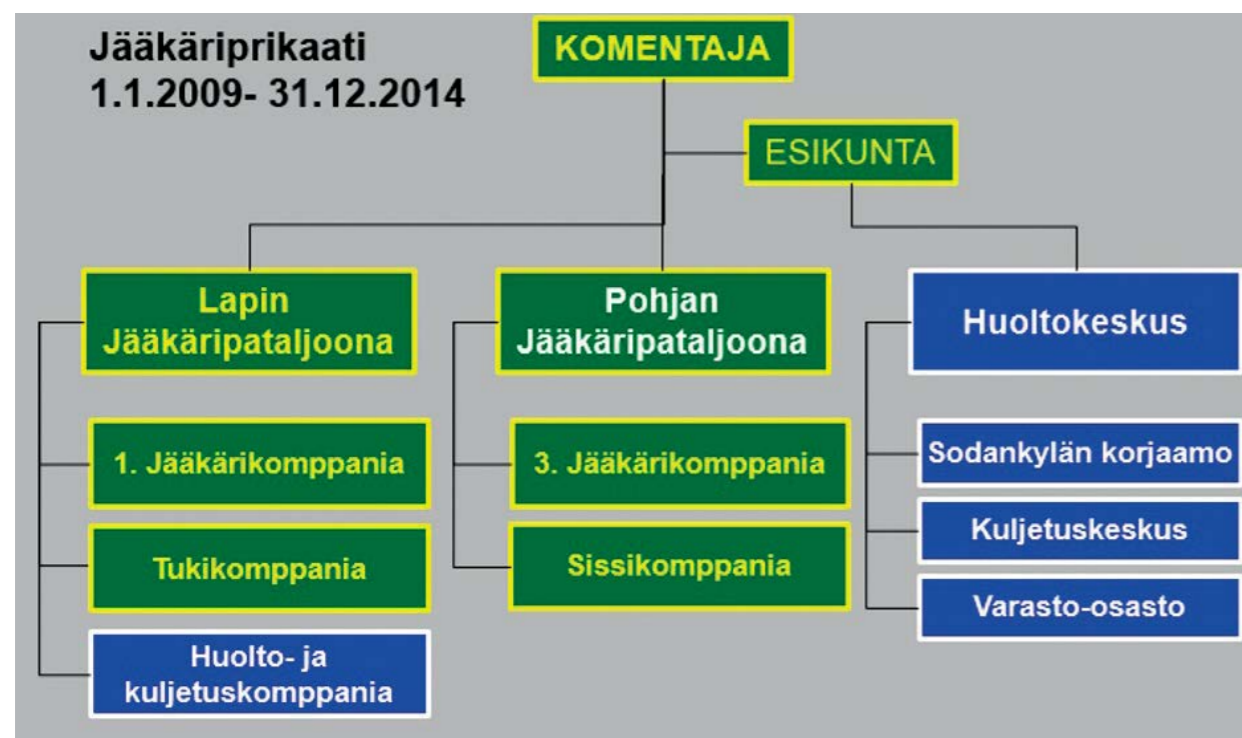 Jääkäriprikaati
1.1.2009- 31.12.2014
KOMENTAJA
ESIKUNTA
Lapin
Jääkäripataljoona
1. Jääkärikomppania
Tukikomppania
Huolto- ja
kuljetuskomppania
Pohjan
Jääkäripataljoona
3. Jääkärikomppania
Sissikomppania
Huoltokeskus
Sodankylän korjaamo
Kuljetuskeskus
Varasto-osasto